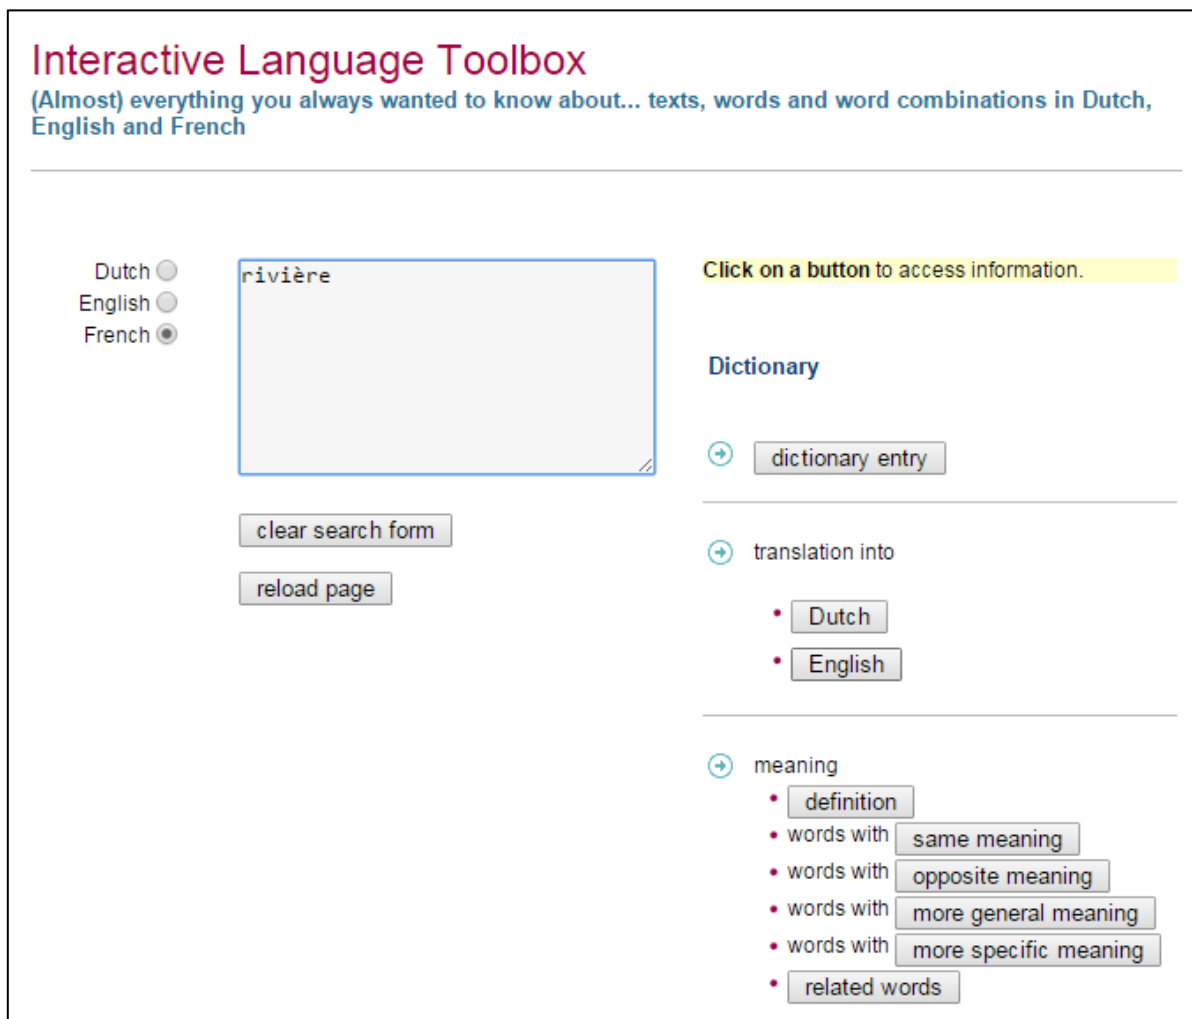 Interactive Language Toolbox
(Almost) everything you always wanted to know about... texts, words and word combinations in Dutch,
English and French
Dutch
English
French
rivière
clear search form
reload page
Click on a button to access information.
Dictionary
dictionary entry
translation into
Dutch
English
meaning
definition
words with same meaning
words with opposite meaning
words with more general meaning
words with more specific meaning
related words